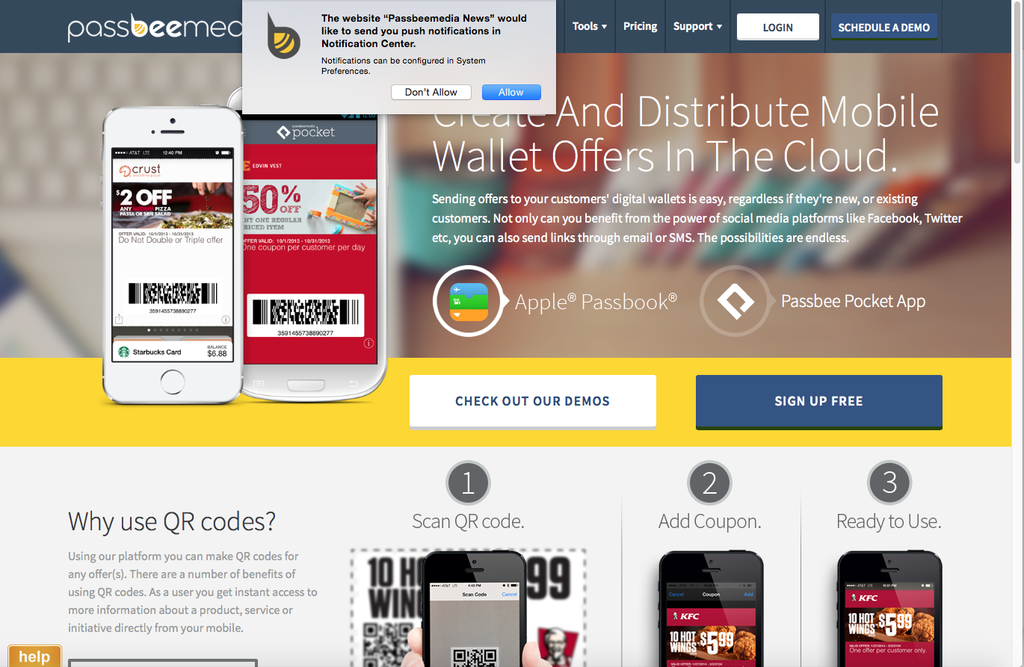 passbeemed
The website “Passbeemedia News” would
like to send you push notifications in
Notification Center.
Notifications can be configured in System
Preferences.
Don't Allow
Allow
Tools
Pricing
Support
LOGIN
SCHEDULE A DEMO
Create And Distribute Mobile
Wallet Offers In The Cloud.
Sending offers to your customers' digital wallets is easy, regardless if they're new, or existing
customers. Not only can you benefit from the power of social media platforms like Facebook, Twitter
etc, you can also send links through email or SMS. The possibilities are endless.
Apple® Passbook®
Passbee Pocket App
AT&T LTE 12:40 PM
crust
$2 OFF
ANY MEDIUM PIZZA
PASTA OR SUB SALAD
OFFER VALID: 10/1/2013 - 10/31/2013
Do Not Double or Triple offer
3591455738890277
Starbucks Card
BALANCE
$6.88
12:00
pocket
EDVIN VEST
50% OFF
ANY ONE REGULAR
PRICED ITEM
OFFER VALID: 10/1/2013 - 10/31/2013
One coupon per customer per day
3591455738890277
CHECK OUT OUR DEMOS
SIGN UP FREE
Why use QR codes?
Using our platform you can make QR codes for
any offer(s). There are a number of benefits of
using QR codes. As a user you get instant access to
more information about a product, service or
initiative directly from your mobile.
help
1
Scan QR code.
10 HO
WINGS
99
Scan Code
Cancel
KFC
2
Add Coupon.
Cancel
Coupon
Add
KFC
10 HOT
WINGS $5.99
3
Ready to Use.
KFC
10 HOT
WINGS $5.99
One offer per customer only.